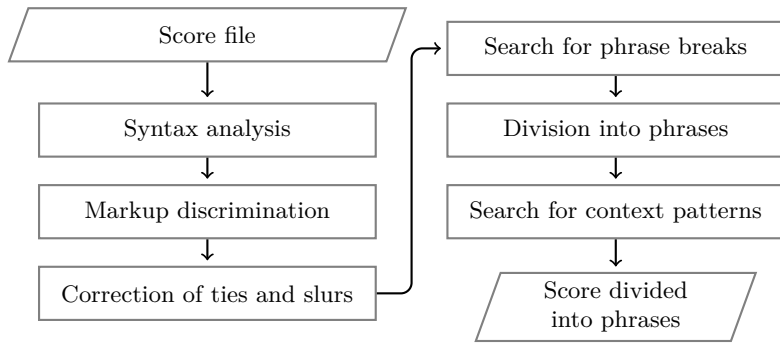 Score file
Syntax analysis
Markup discrimination
Correction of ties and slurs
Search for phrase breaks
Division into phrases
Search for context patterns
Score divided
into phrases